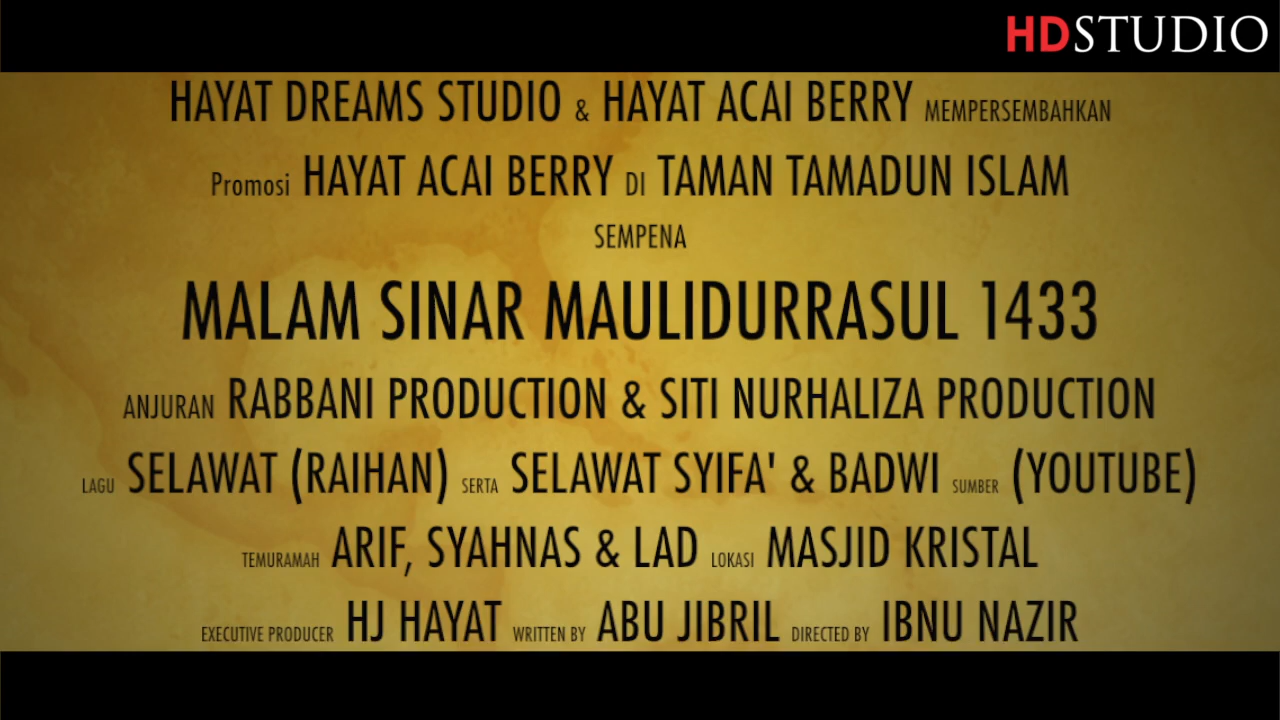 HDSTUDIO
HAYAT DREAMS STUDIO & HAYAT ACAI BERRY MEMPERSEMBAHKAN
Promosi HAYAT ACAI BERRY DI TAMAN TAMADUN ISLAM
SEMPENA
MALAM SINAR MAULIDURRASUL 1433
ANJURAN RABBANI PRODUCTION & SITI NURHALIZA PRODUCTION
LAGU SELAWAT (RAIHAN) SERTA SELAWAT SYIFA' & BADWI SUMBER (YOUTUBE)
TEMURAMAH ARIF, SYAHNAS & LAD LOKASI MASJID KRISTAL
EXECUTIVE PRODUCER HJ HAYAT WRITTEN BY ABU JIBRIL DIRECTED BY IBNU NAZIR